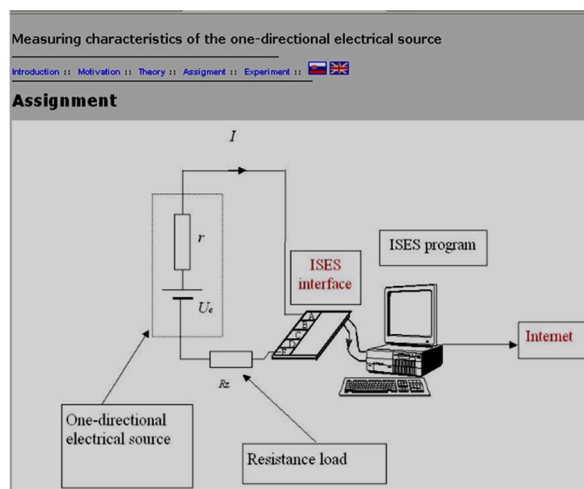 Measuring characteristics of the one-directional electrical source
Introduction :: Motivation :: Theory :: Assigment :: Experiment ::
Assignment
I
r
Ue
ISES
interface
ISES program
A
B
C
Internet
Rz
One-directional
electrical source
Resistance load